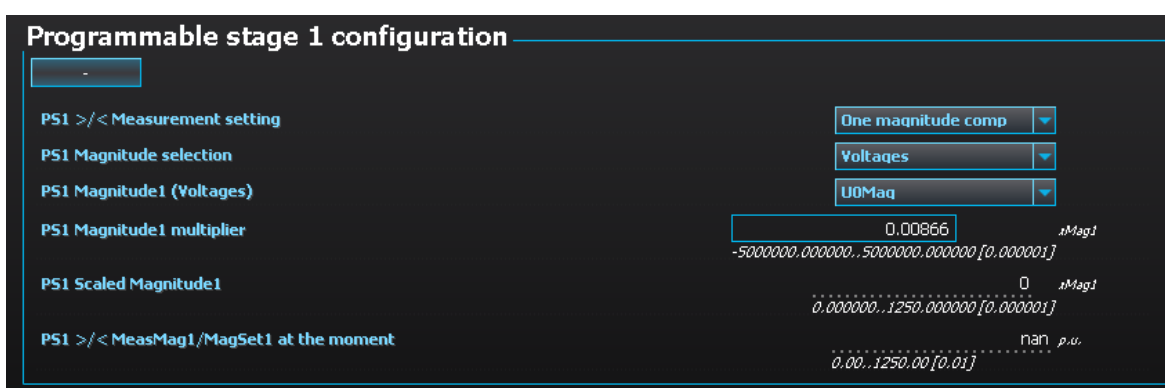 Programmable stage 1 configuration
-
PS1 >/< Measurement setting One magnitude comp
PS1 Magnitude selection Voltages
PS1 Magnitude1 (Voltages) U0Mag
PS1 Magnitude1 multiplier 0.00866 xMag1
-5000000.000000..5000000.000000 [0.000001]
PS1 Scaled Magnitude1 0 xMag1
0.000000..1250.000000 [0.000001]
PS1 >/< MeasMag1/MagSet1 at the moment nan p.u.
0.00..1250.00 [0.01]